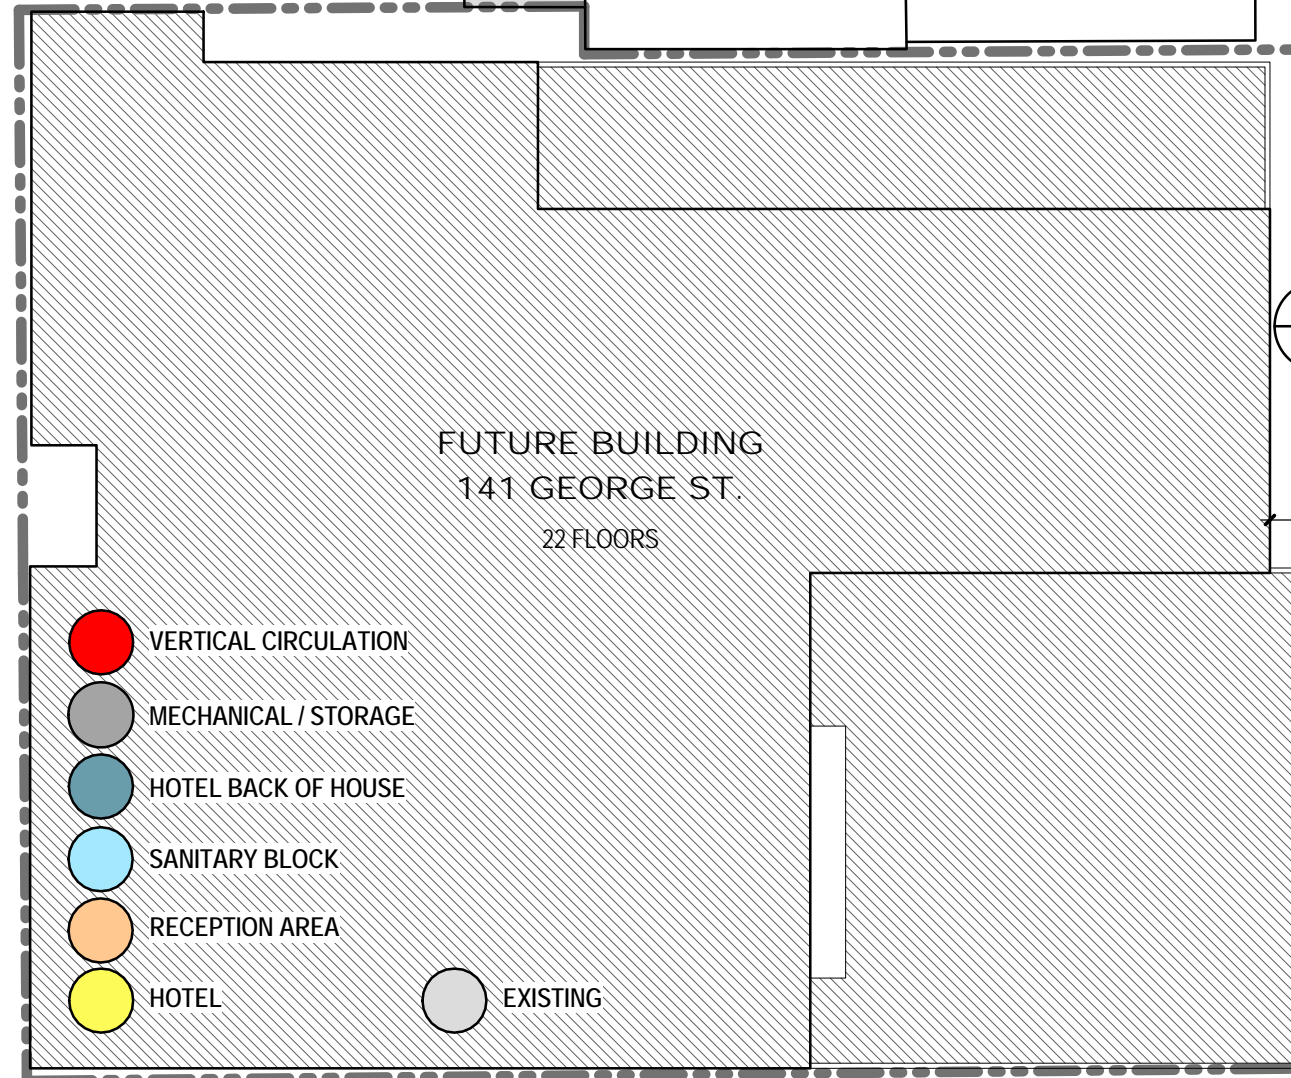 FUTURE BUILDING
141 GEORGE ST.
22 FLOORS
VERTICAL CIRCULATION
MECHANICAL / STORAGE
HOTEL BACK OF HOUSE
SANITARY BLOCK
RECEPTION AREA
HOTEL
EXISTING